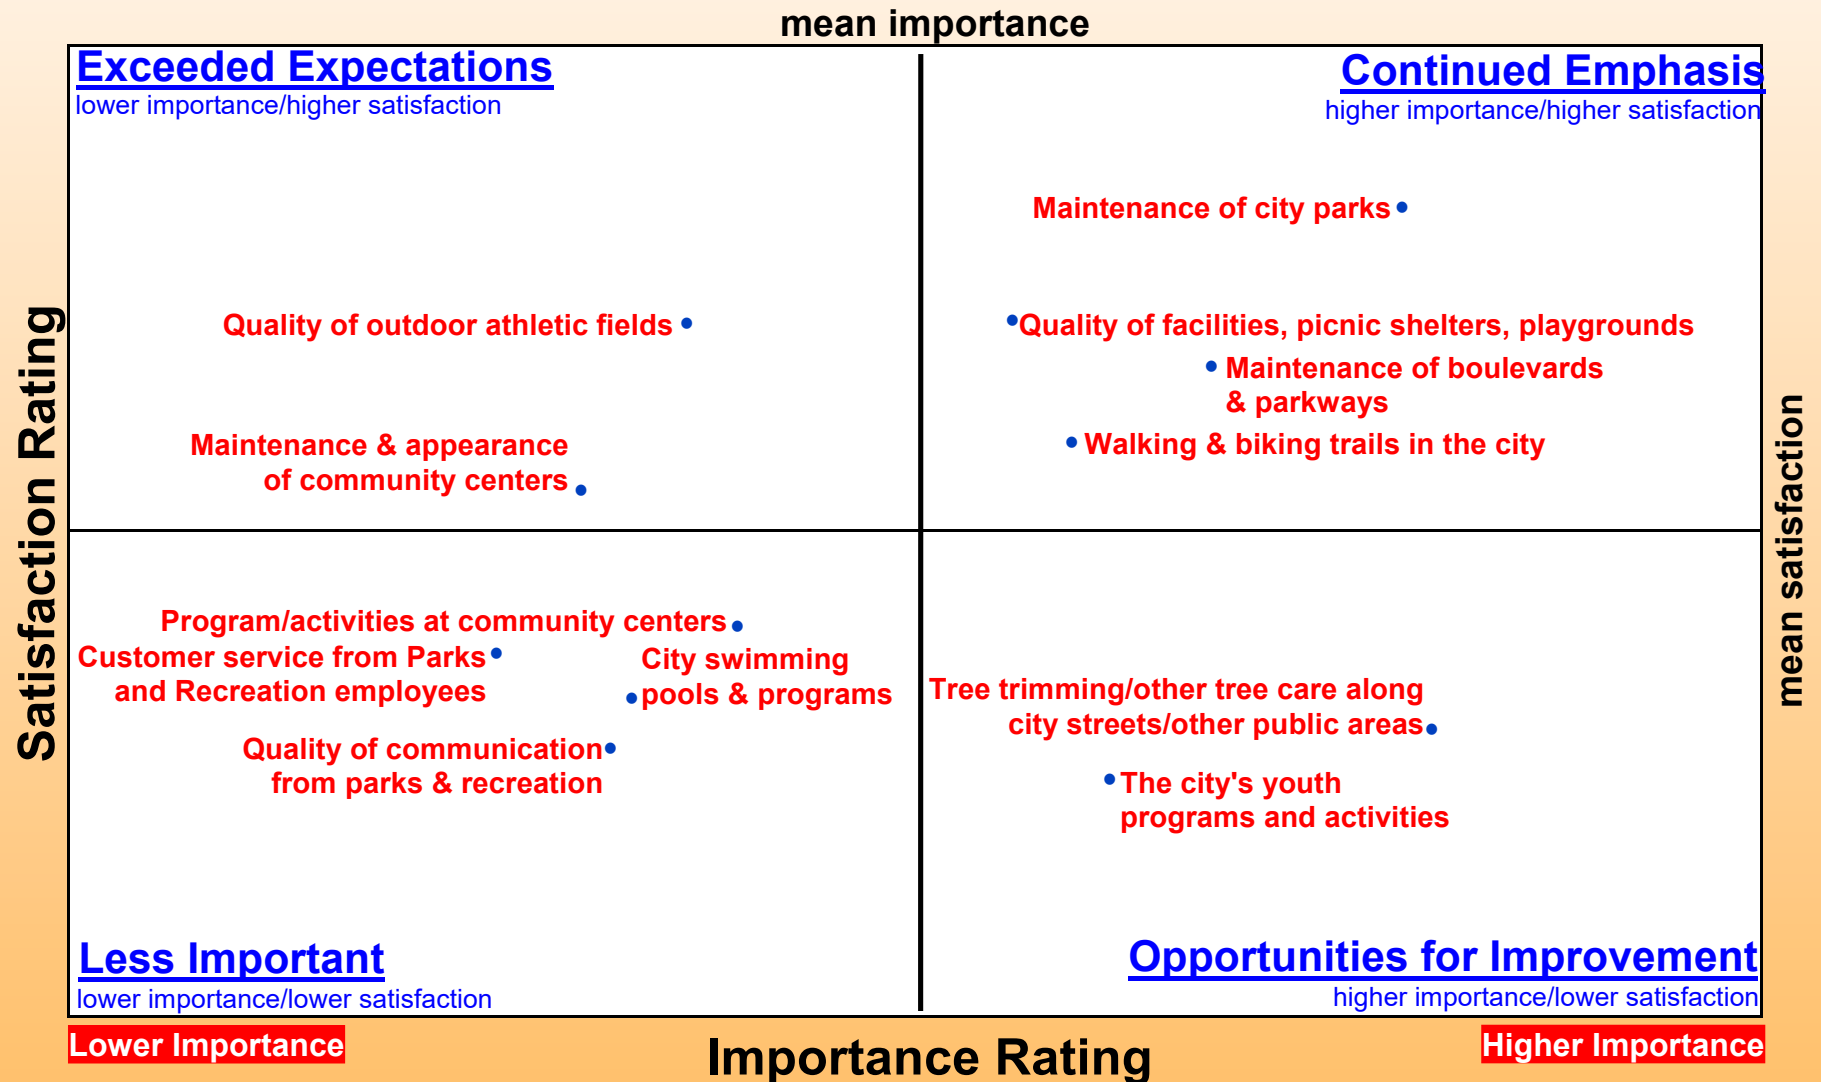 mean importance
Exceeded Expectations
lower importance/higher satisfaction
Continued Emphasis
higher importance/higher satisfaction
Maintenance of city parks
Quality of outdoor athletic fields
Quality of facilities, picnic shelters, playgrounds
Maintenance of boulevards
& parkways
Walking & biking trails in the city
Maintenance & appearance
of community centers
Satisfaction Rating
mean satisfaction
Program/activities at community centers
Customer service from Parks
and Recreation employees
City swimming
pools & programs
Quality of communication
from parks & recreation
Tree trimming/other tree care along
city streets/other public areas
The city's youth
programs and activities
Less Important
lower importance/lower satisfaction
Opportunities for Improvement
higher importance/lower satisfaction
Lower Importance
Importance Rating
Higher Importance